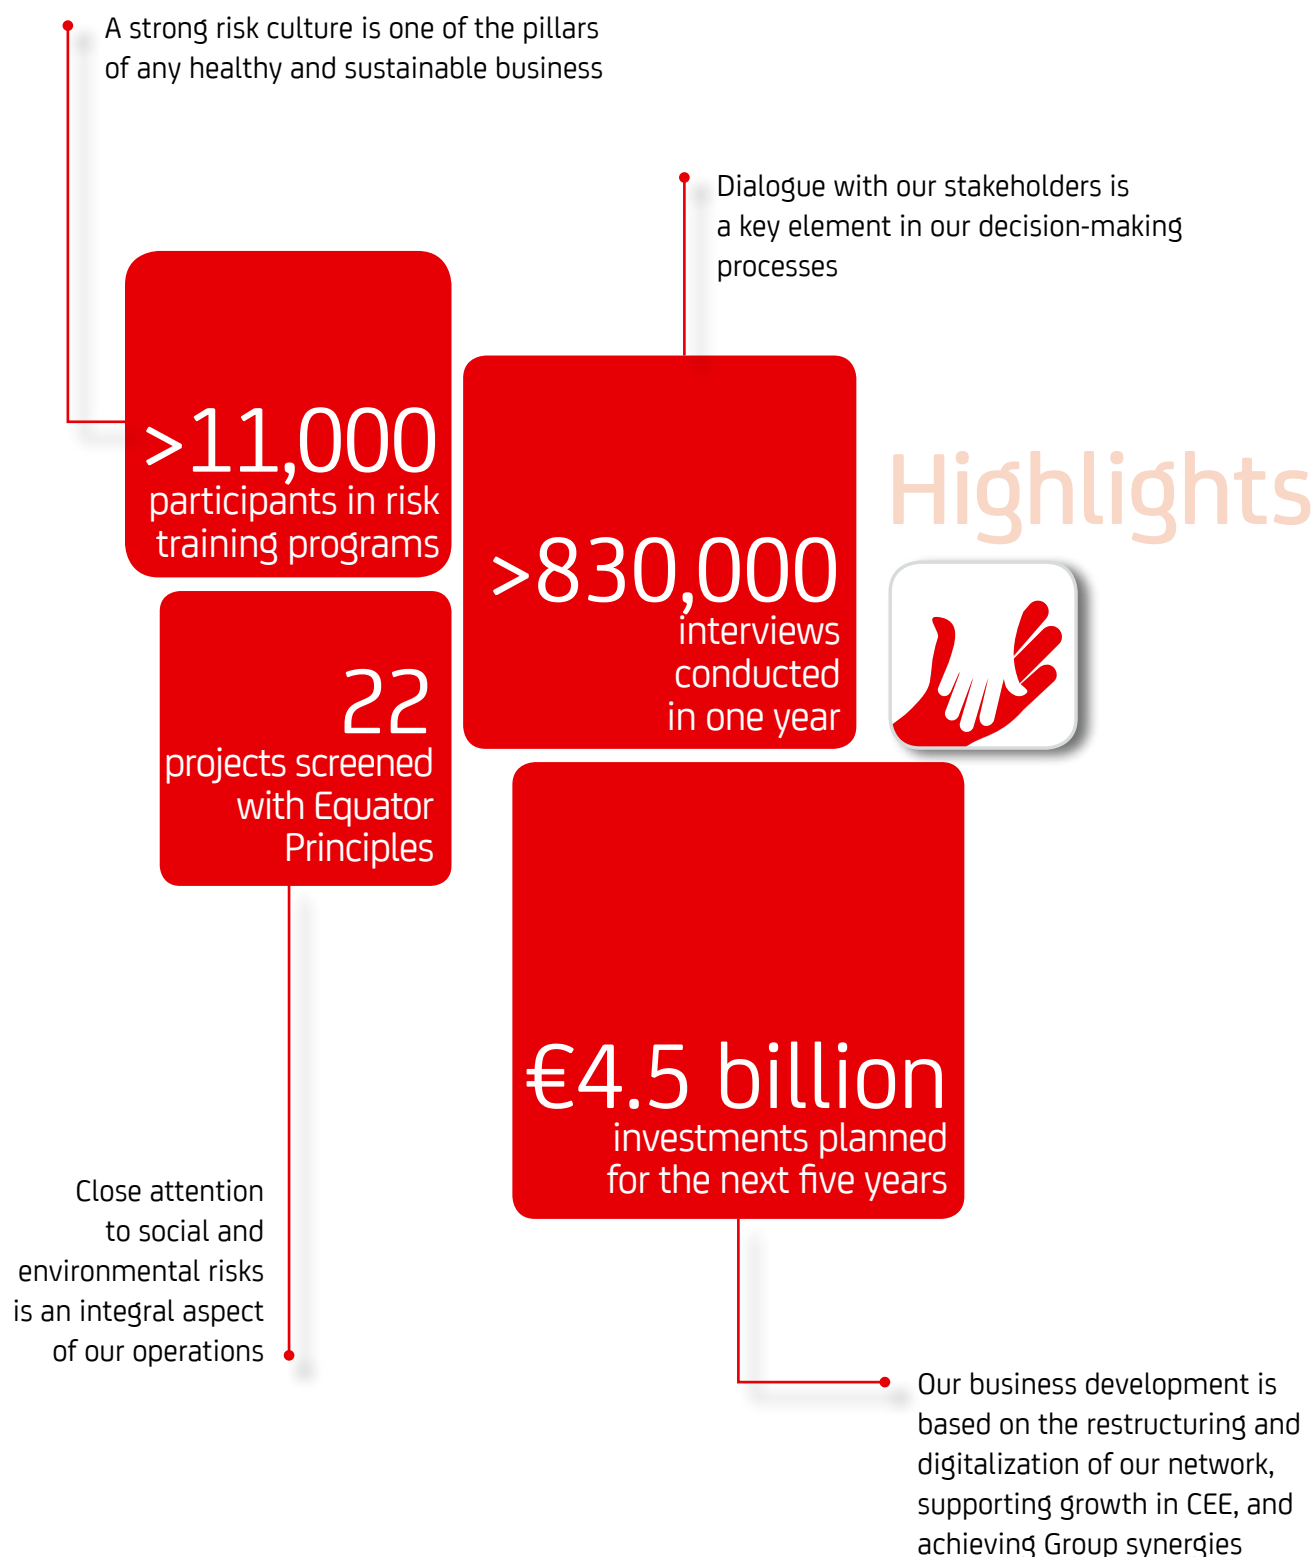 A strong risk culture is one of the pillars
of any healthy and sustainable business
Dialogue with our stakeholders is
a key element in our decision-making
processes
>11,000
participants in risk
training programs
>830,000
interviews
conducted
in one year
Highlights
22
projects screened
with Equator
Principles
€4.5 billion
investments planned
for the next five years
Close attention
to social and
environmental risks
is an integral aspect
of our operations
Our business development is
based on the restructuring and
digitalization of our network,
supporting growth in CEE, and
achieving Group synergies